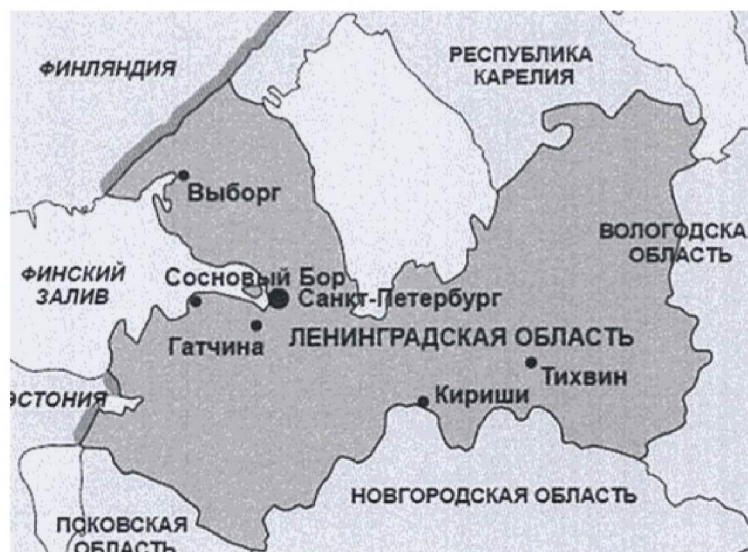 ФИНЛЯНДИЯ
РЕСПУБЛИКА
КАРЕЛИЯ
Выборг
ВОЛОГОДСКА
ОБЛАСТЬ
ФИНСКИЙ
ЗАЛИВ
Сосновый Бор
Санкт-Петербург
Гатчина
ЛЕНИНГРАДСКАЯ ОБЛАСТЬ
Тихвин
ЭСТОНИЯ
Кириши
НОВГОРОДСКАЯ ОБЛАСТЬ
ПСКОВСКАЯ
ОБЛАСТЬ